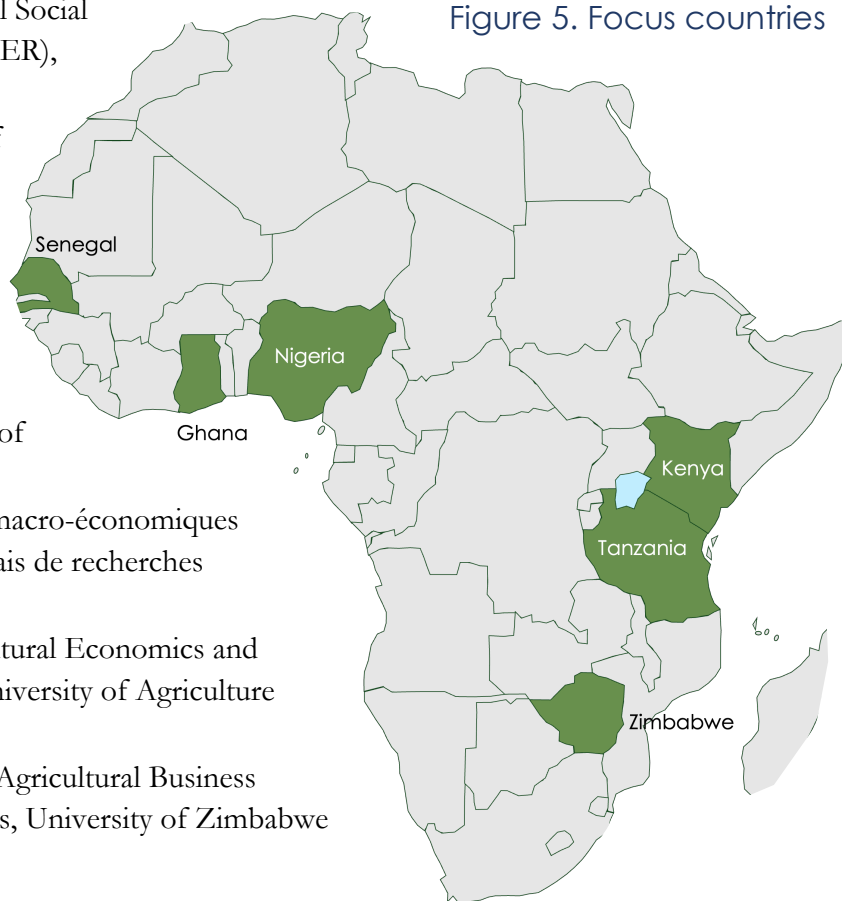 l Social
Figure 5. Focus countries
ER),
f
Senegal
Nigeria
Ghana
of
Kenya
nacro-économiques
Tanzania
ais de recherches
tural Economics and
niversity of Agriculture
Zimbabwe
Agricultural Business
s, University of Zimbabwe